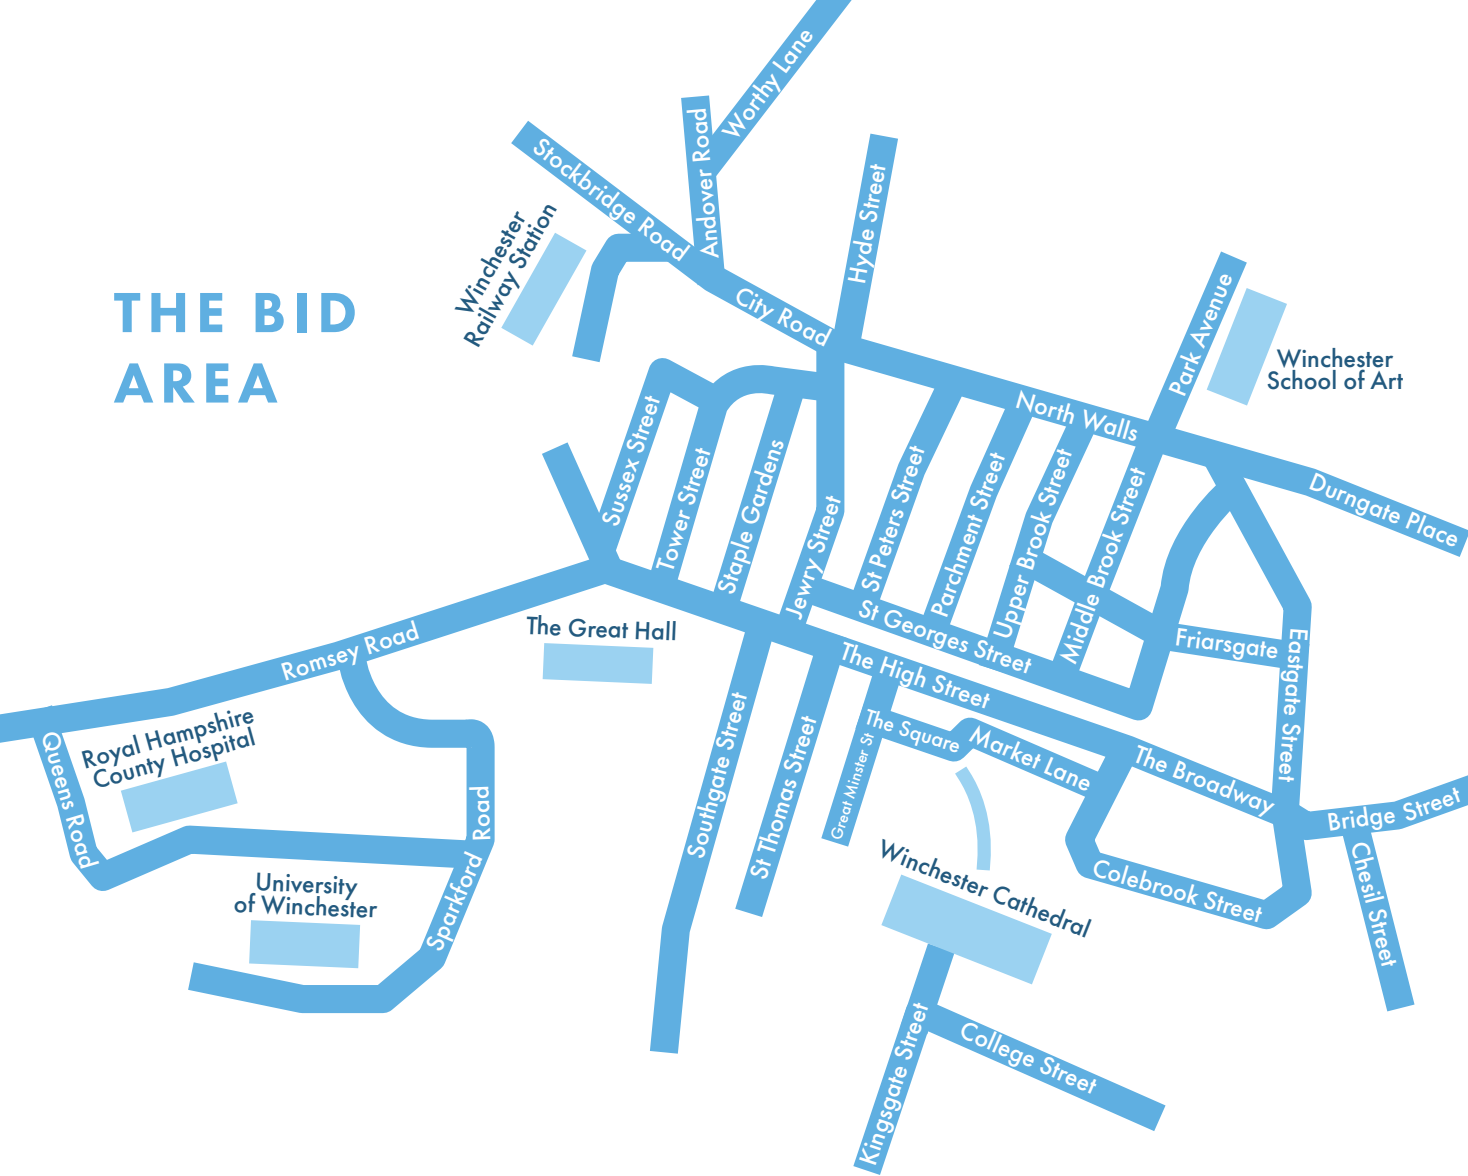 THE BID
AREA
Worthy Lane
Andover Road
Stockbridge Road
Winchester
Railway Station
Hyde Street
City Road
Park Avenue
Winchester
School of Art
North Walls
Durngate Place
Sussex Street
Tower Street
Staple Gardens
Jewry Street
St Peters Street
Parchment Street
Upper Brook Street
Middle Brook Street
St Georges Street
Friarsgate
Eastgate Street
The Great Hall
Romsey Road
The High Street
Royal Hampshire
County Hospital
Queens Road
Southgate Street
St Thomas Street
Great Minster St
The Square
Market Lane
The Broadway
Bridge Street
Chesil Street
Colebrook Street
Winchester Cathedral
University
of Winchester
Sparkford
Road
Kingsgate Street
College Street